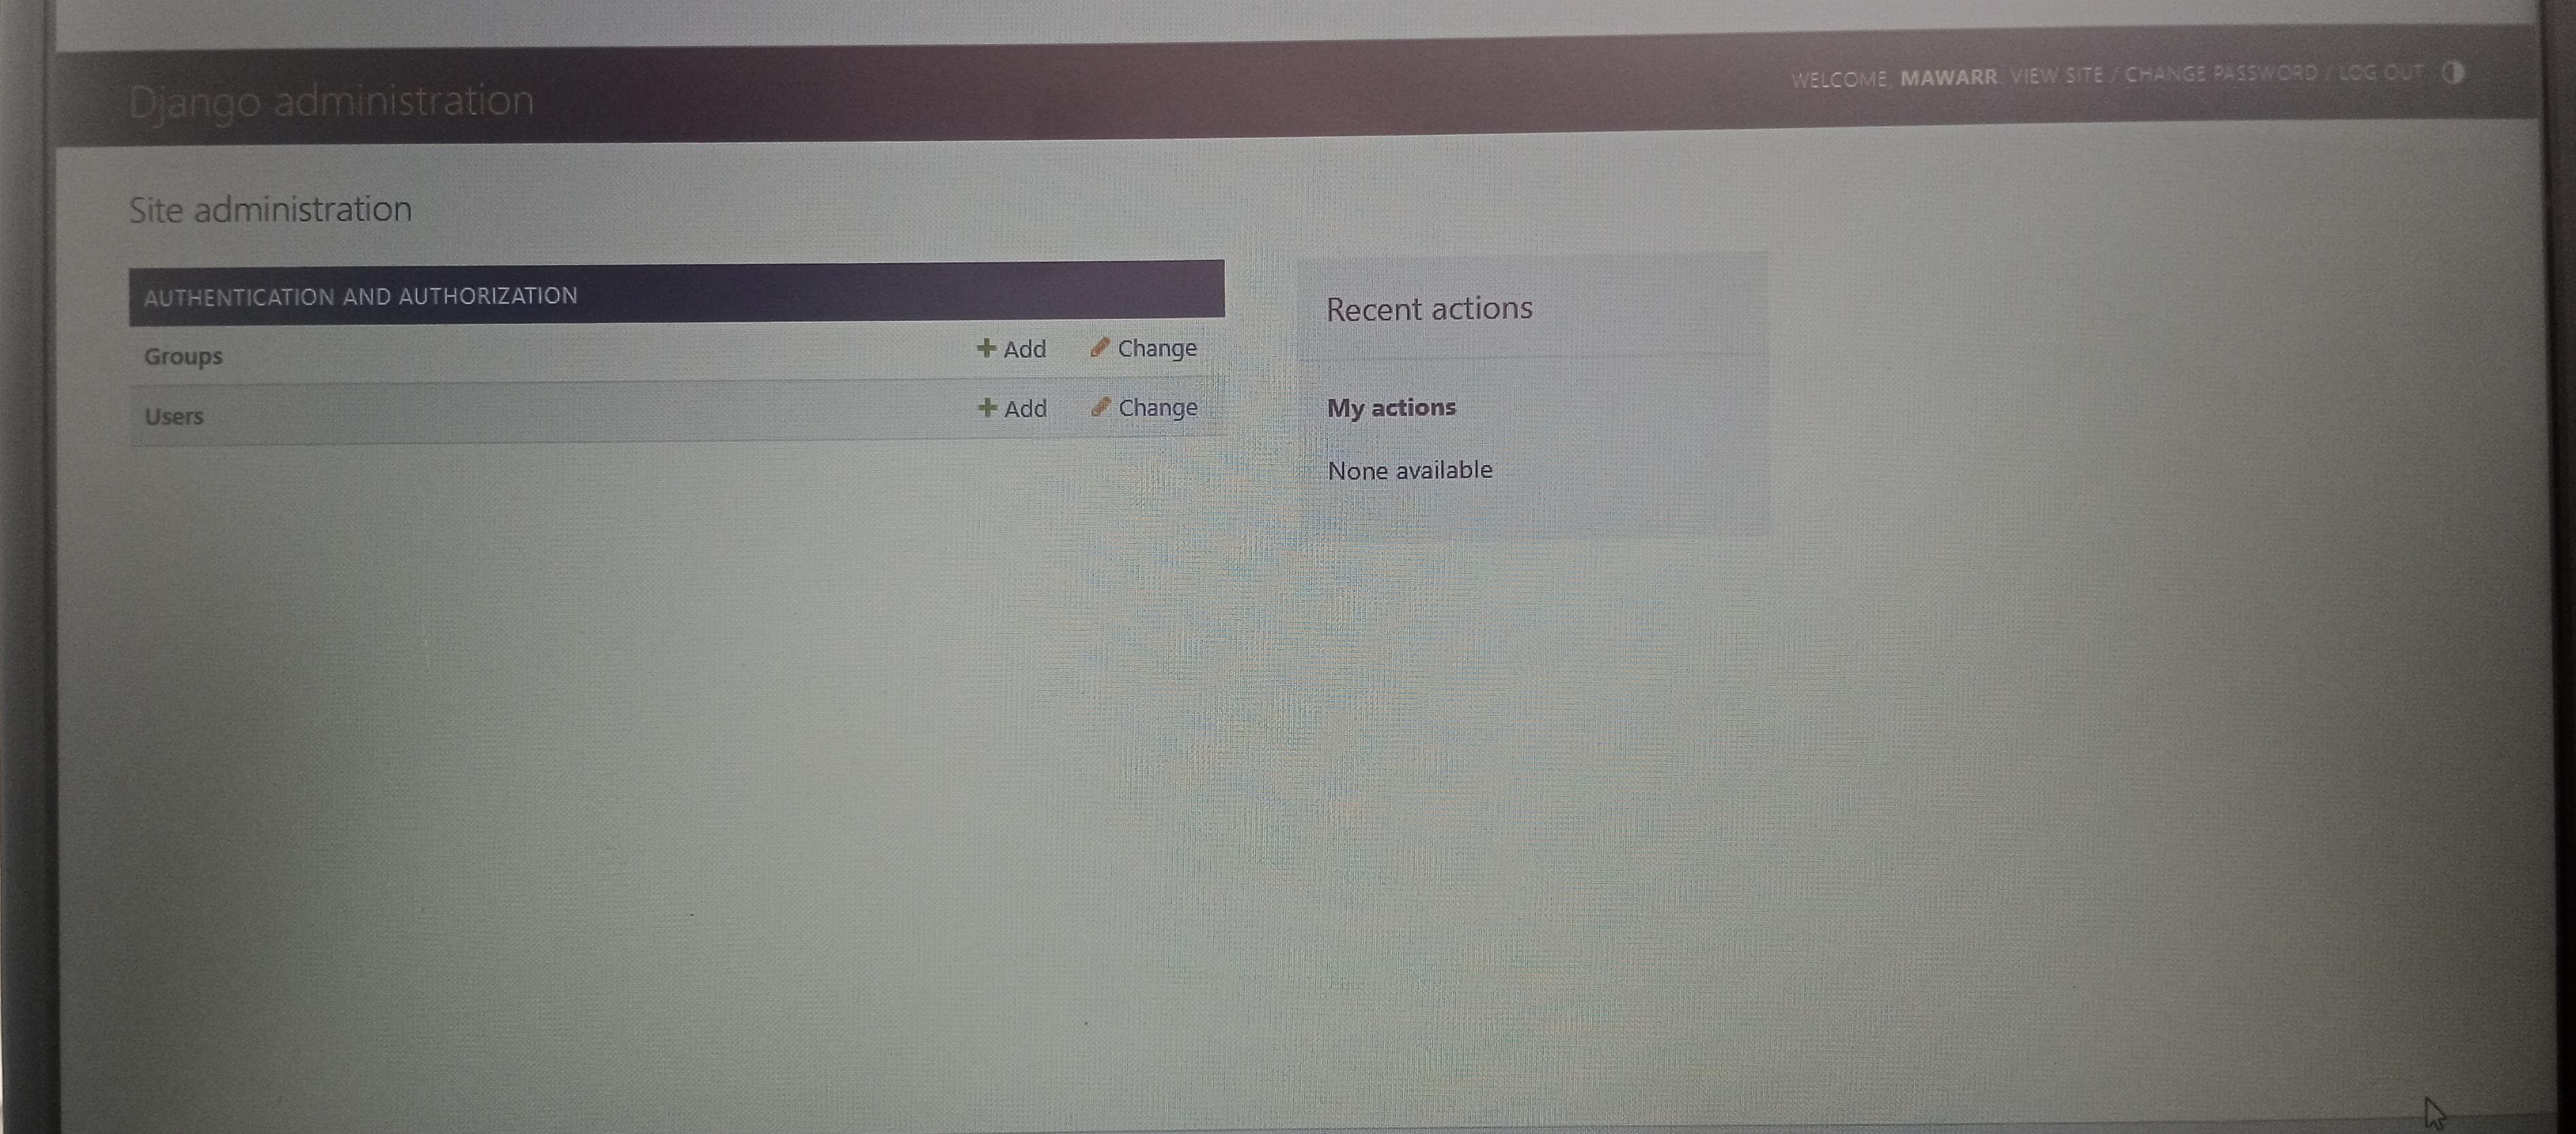 Django administration
WELCOME, MAWARR. VIEW SITE / CHANGE PASSWORD / LOG OUT
Site administration
AUTHENTICATION AND AUTHORIZATION
Groups + Add Change
Users + Add Change
Recent actions
My actions
None available